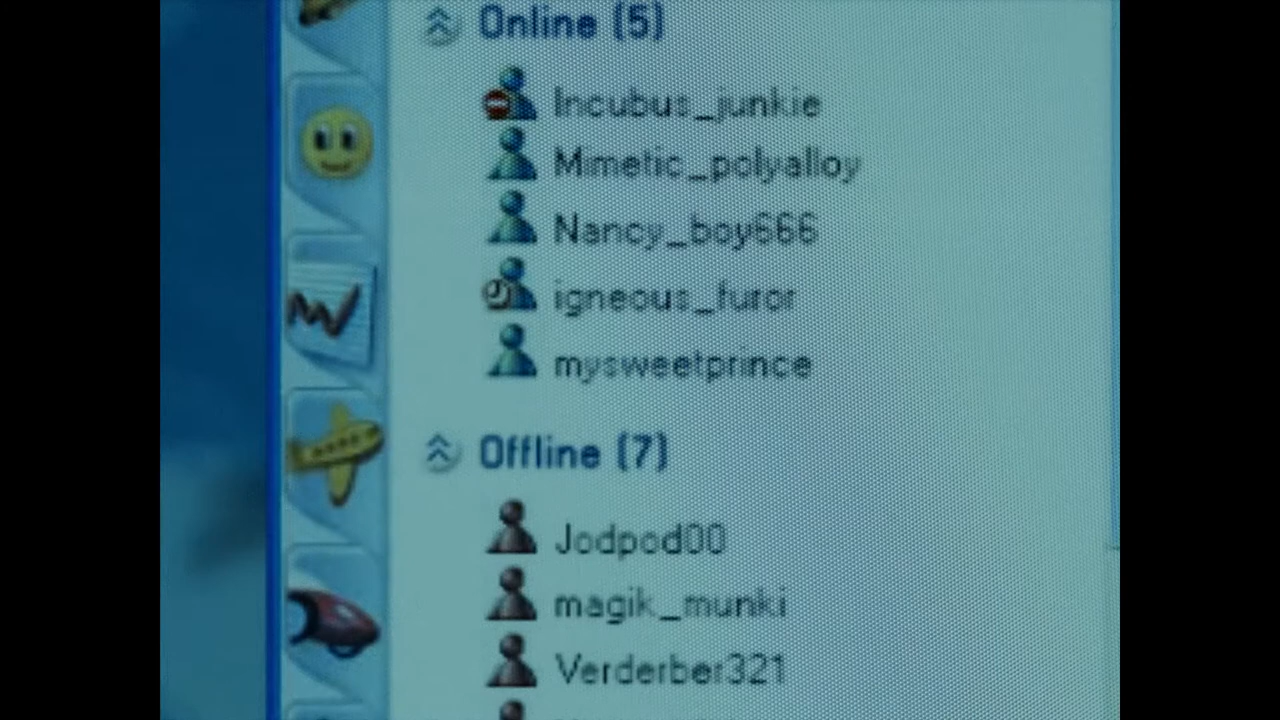 Online (5)
Incubus_junkie
Mimetic_polyalloy
Nancy_boy666
igneous_furor
mysweetprince
Offline (7)
Jodpod00
magik_munki
Verderber321